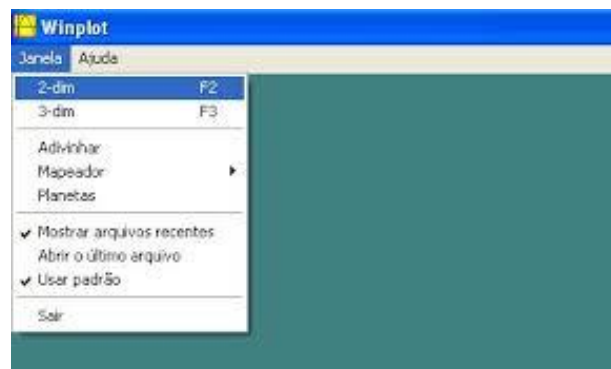 Winplot
Janela Ajuda
2-dim F2
3-dim F3
Adivinhar
Mapeador
Planetas
Mostrar arquivos recentes
Abrir o último arquivo
Usar padrão
Sair